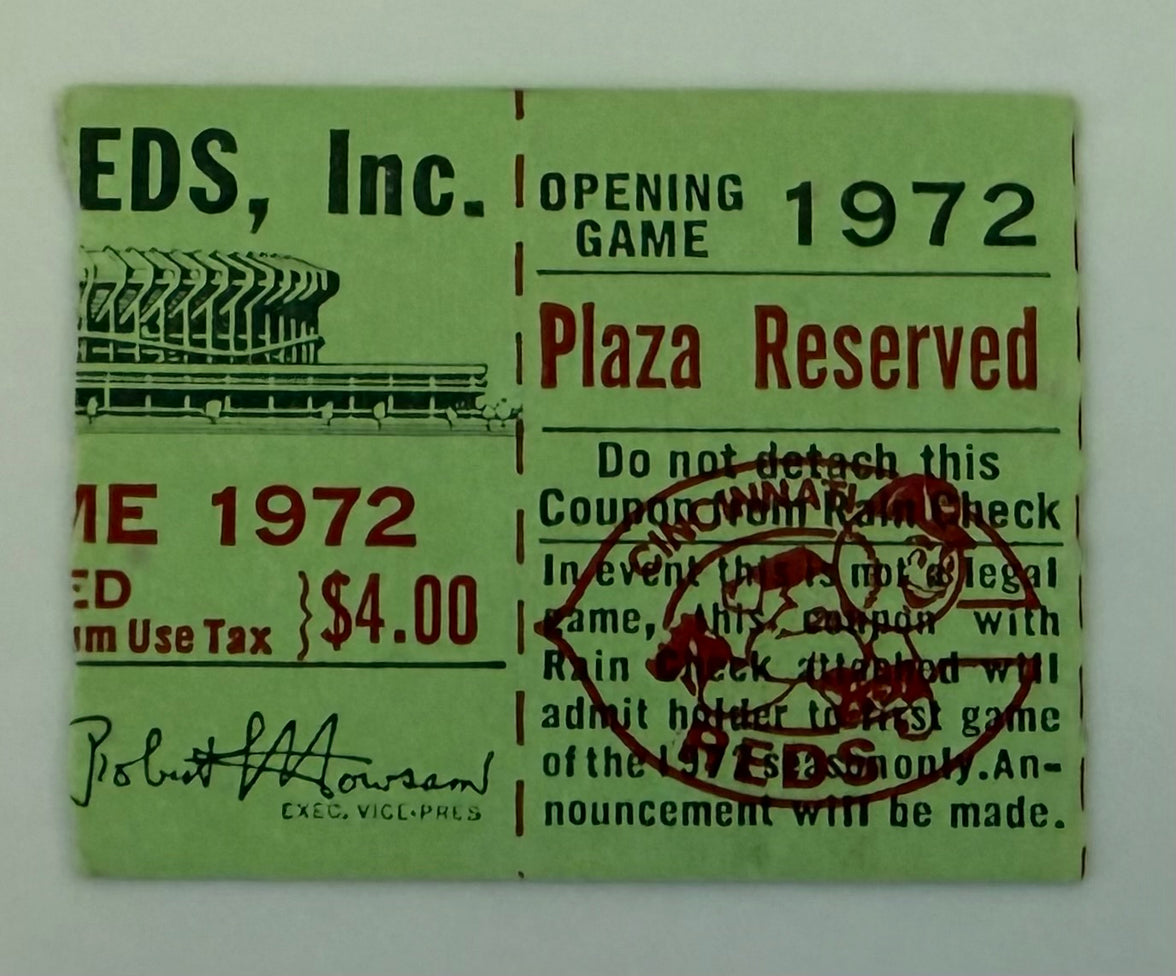 EDS, Inc.
ME 1972
ED
um Use Tax } $4.00
Robert L Howsam
EXEC. VICE-PRES
OPENING
GAME 1972
Plaza Reserved
Do not detach this
Coupon from Rain Check
In event this is not a legal
game, this coupon with
Rain Check attached will
admit holder to first game
of the 1972 season only. An-
nouncement will be made.
CINCINNATI
REDS